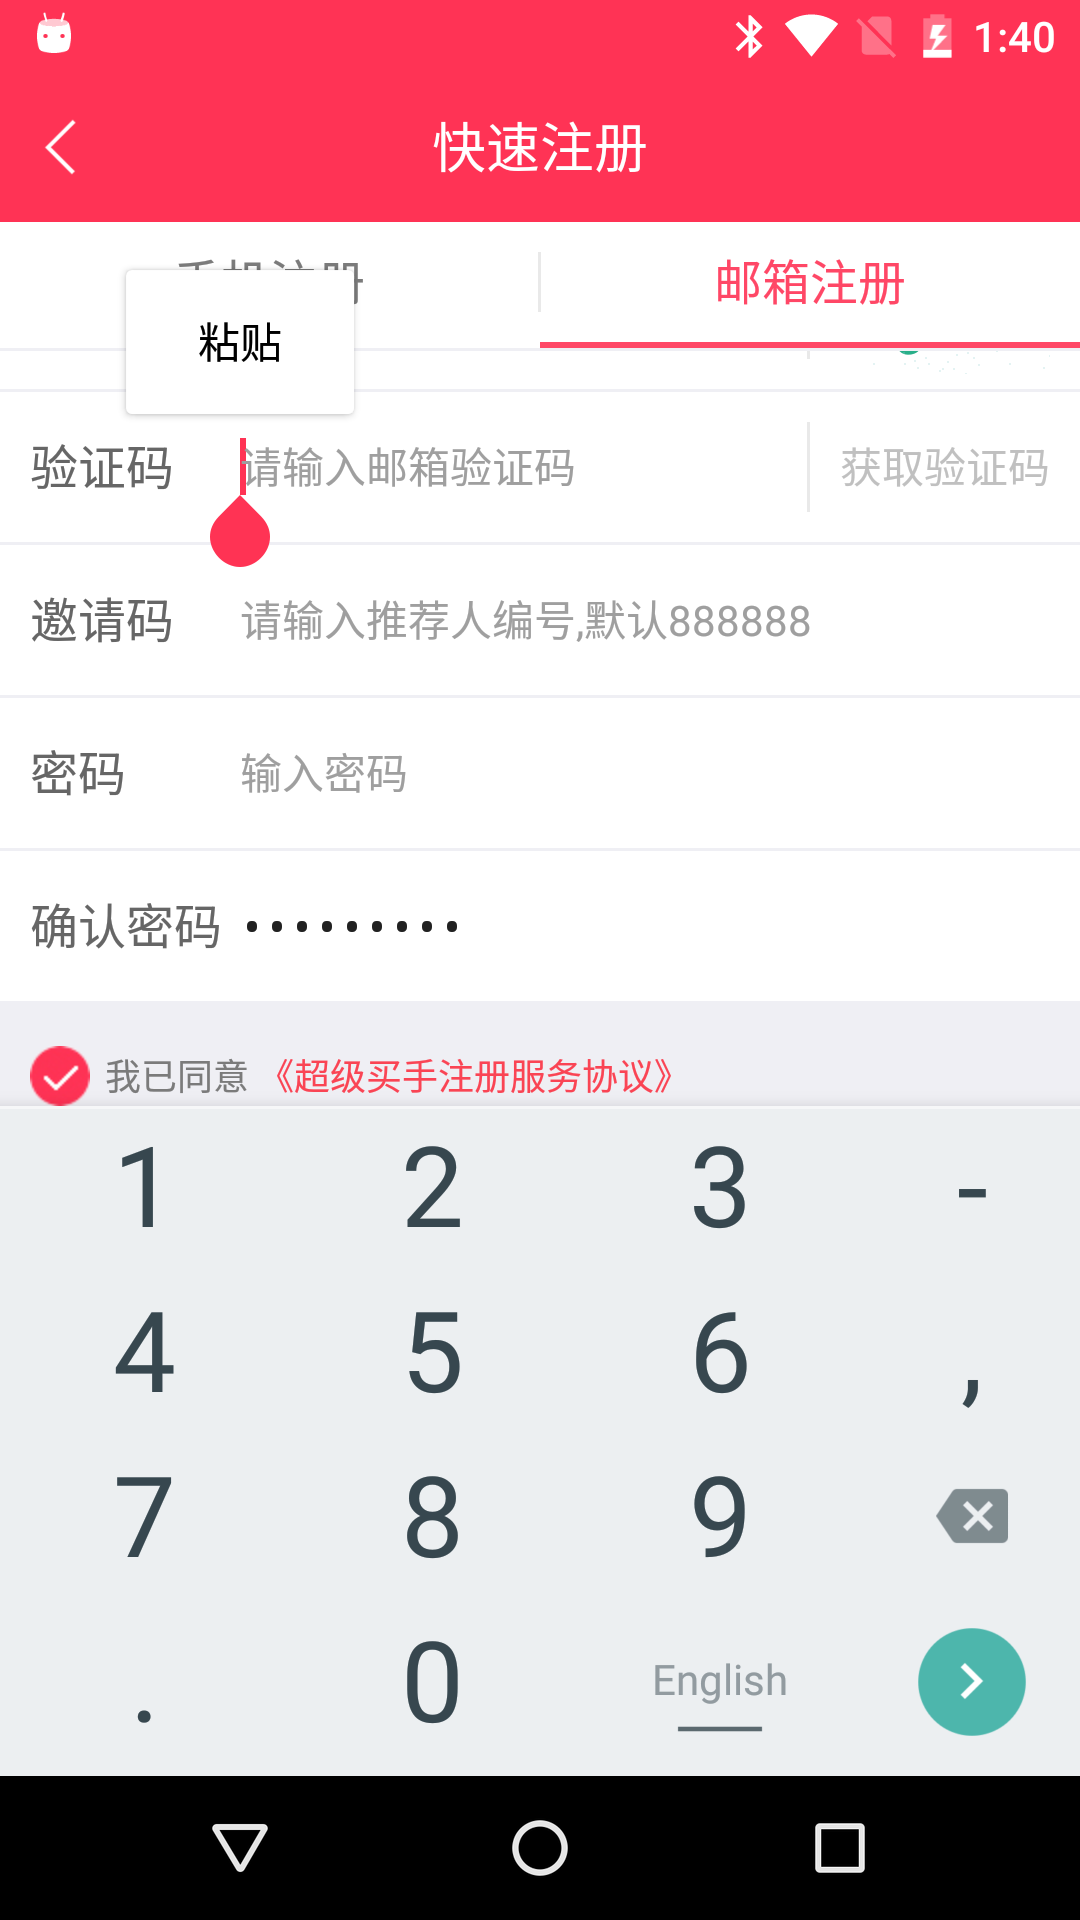 1:40
快速注册
手机注册
邮箱注册
粘贴
验证码
请输入邮箱验证码
获取验证码
邀请码
请输入推荐人编号,默认888888
密码
输入密码
确认密码
•••••••••
我已同意 《超级买手注册服务协议》
1 2 3 -
4 5 6 ,
7 8 9
. 0 English